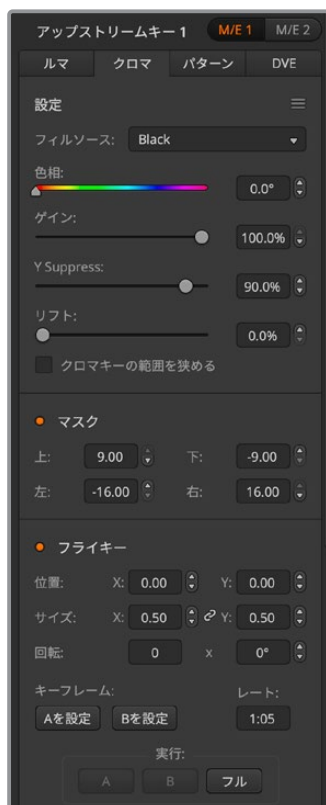 アップストリームキー 1 M/E 1 M/E 2
ルマ クロマ パターン DVE
設定
フィルソース: Black
色相:
0.0°
ゲイン:
100.0%
Y Suppress:
90.0%
リフト:
0.0%
クロマキーの範囲を狭める
マスク
上: 9.00 下: -9.00
左: -16.00 右: 16.00
フライキー
位置: X: 0.00 Y: 0.00
サイズ: X: 0.50 Y: 0.50
回転: 0 x 0°
キーフレーム: レート:
Aを設定 Bを設定 1:05
実行:
A B フル